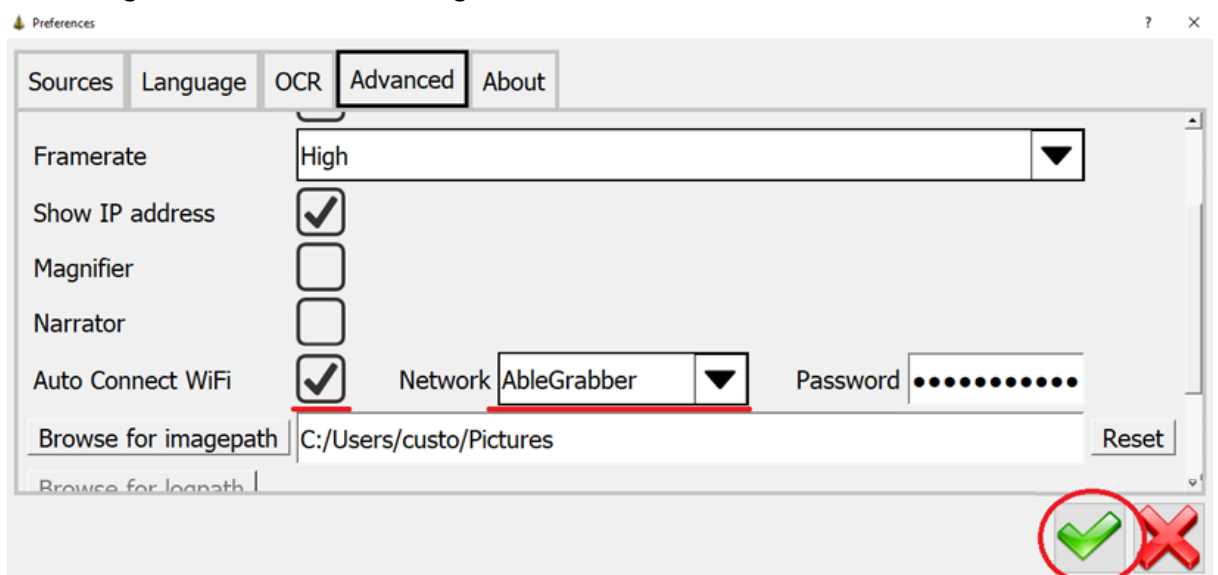 Preferences
Sources Language OCR Advanced About
Framerate High
Show IP address
Magnifier
Narrator
Auto Connect WiFi Network AbleGrabber Password
Browse for imagepath C:/Users/custo/Pictures Reset
Browse for logpath